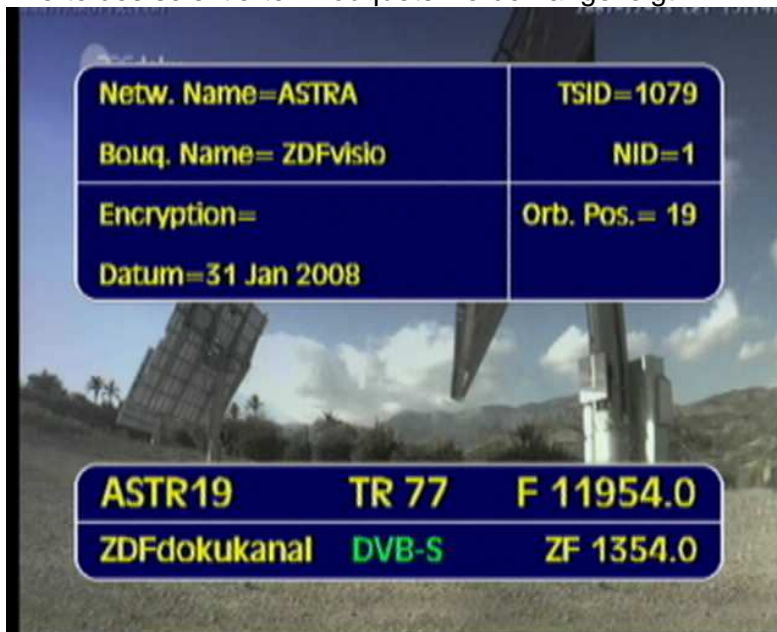 Netw. Name=ASTRA TSID=1079
Bouq. Name= ZDFvisio NID=1
Encryption= Orb. Pos.= 19
Datum=31 Jan 2008
ASTR19 TR 77 F 11954.0
ZDFdokukanal DVB-S ZF 1354.0